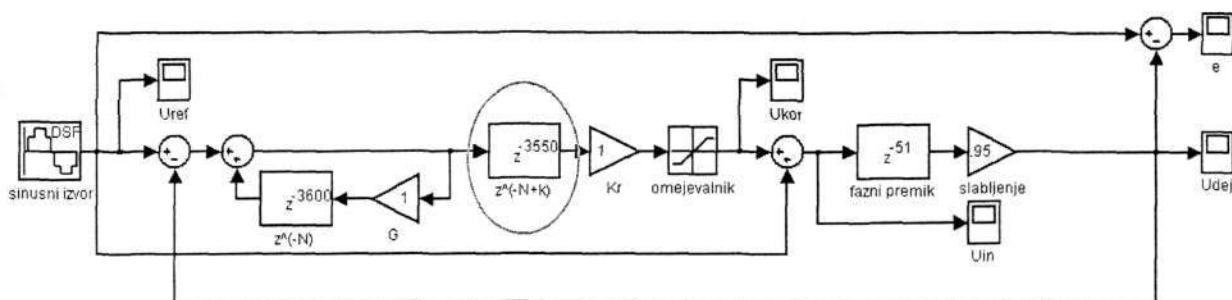 e
Uref
Ukor
DSP
sinusni izvor
z^-3550
z^(-N+k)
1
Kr
omejevalnik
z^-51
fazni premik
.95
slabljenje
Udej
z^-3600
z^(-N)
1
G
Uin